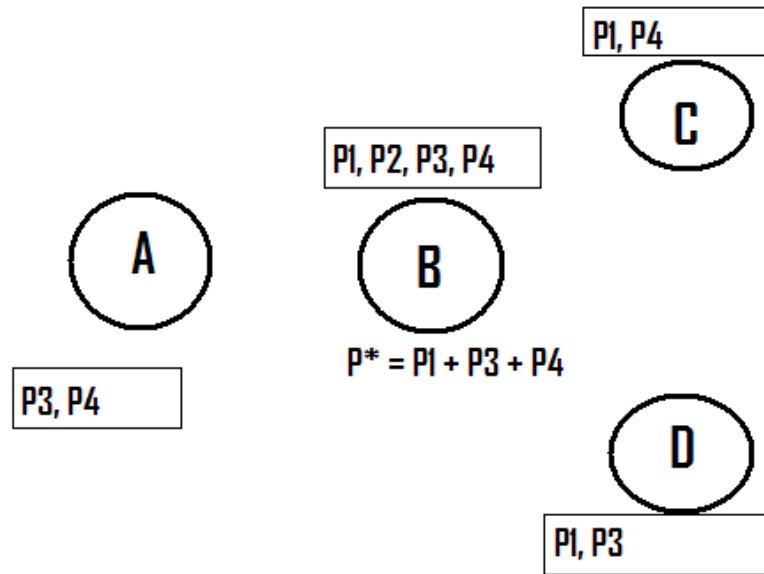 P1, P4
C
P1, P2, P3, P4
A
B
P* = P1 + P3 + P4
P3, P4
D
P1, P3